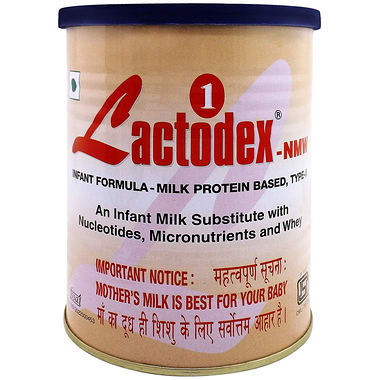 1
Lactodex®
-NMW
INFANT FORMULA - MILK PROTEIN BASED, TYPE-I
An Infant Milk Substitute with
Nucleotides, Micronutrients and Whey
IMPORTANT NOTICE : महत्वपूर्ण सूचना :
MOTHER'S MILK IS BEST FOR YOUR BABY
माँ का दूध ही शिशु के लिए सर्वोत्तम आहार है।